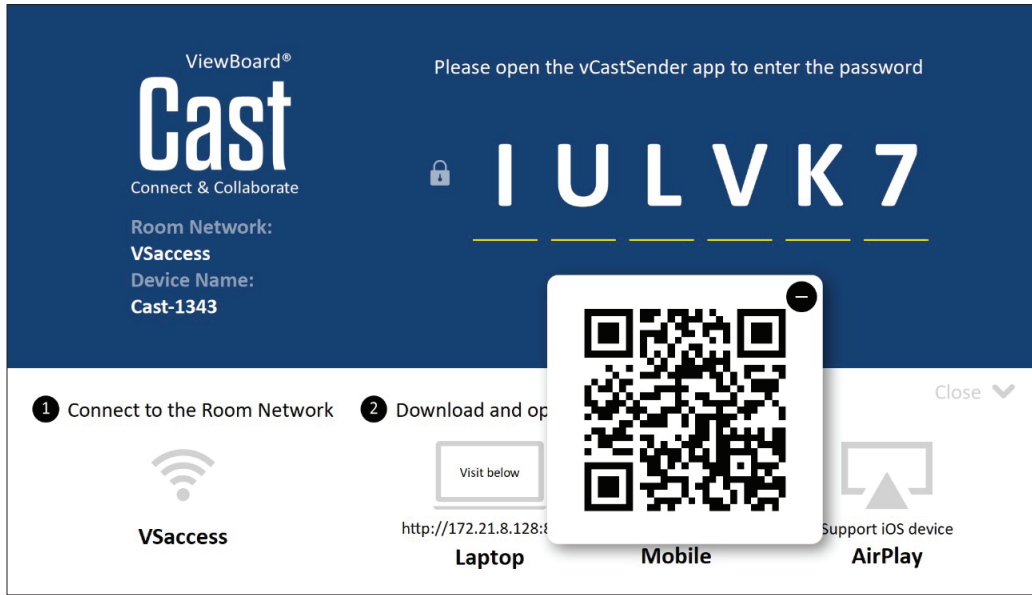 ViewBoard®
Cast
Connect & Collaborate
Room Network:
VSaccess
Device Name:
Cast-1343
Please open the vCastSender app to enter the password
I U L V K 7
1 Connect to the Room Network
VSaccess
2 Download and op
Visit below
http://172.21.8.128:8
Laptop
Mobile
Close
Support iOS device
AirPlay